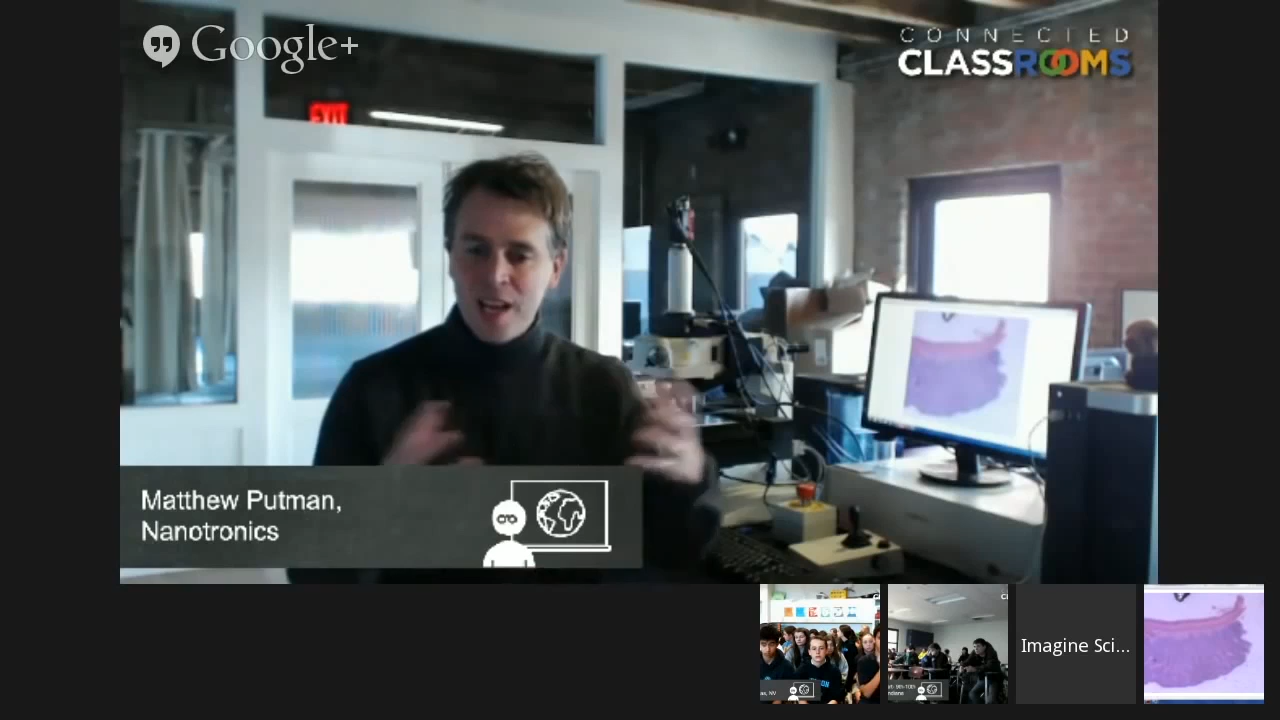 Google+
CONNECTED
CLASSROOMS
EXIT
Matthew Putman,
Nanotronics
Imagine Sci...